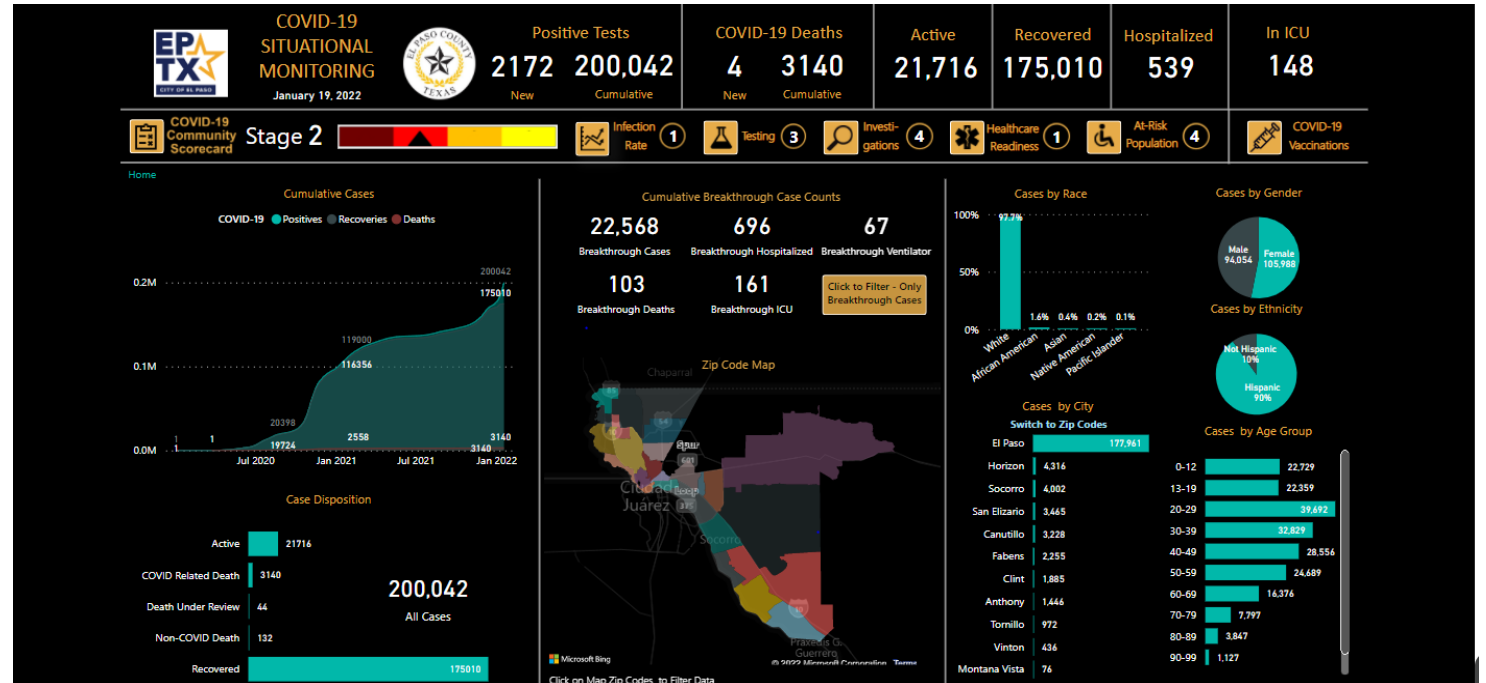 EP
TX
CITY OF EL PASO
COVID-19
SITUATIONAL
MONITORING
January 19, 2022
EL PASO COUNTY
TEXAS
Positive Tests
2172 200,042
New Cumulative
COVID-19 Deaths
4 3140
New Cumulative
Active
21,716
Recovered
175,010
Hospitalized
539
In ICU
148
COVID-19
Community
Scorecard
Stage 2
Infection
Rate
1
Testing
3
Investi-
gations
4
Healthcare
Readiness
1
At-Risk
Population
4
COVID-19
Vaccinations
Home
Cumulative Cases
COVID-19 Positives Recoveries Deaths
0.2M
0.1M
0.0M
200042
175010
119000
116356
20398
19724
1
1
1
2558
3140
3140
Jul 2020 Jan 2021 Jul 2021 Jan 2022
Case Disposition
Active 21716
COVID Related Death 3140
Death Under Review 44
Non-COVID Death 132
Recovered 175010
200,042
All Cases
Cumulative Breakthrough Case Counts
22,568 696 67
Breakthrough Cases Breakthrough Hospitalized Breakthrough Ventilator
103 161
Breakthrough Deaths Breakthrough ICU
Click to Filter - Only
Breakthrough Cases
Zip Code Map
Chaparral
85
54
601
Ciudad
Juárez
Loop
375
Socorro
10
Praxedis G.
Guerrero
Microsoft Bing
© 2022 Microsoft Corporation Terms
Click on Map Zip Codes to Filter Data
Cases by Race
100%
50%
0%
97.7%
1.6% 0.4% 0.2% 0.1%
White
African American
Asian
Native American
Pacific Islander
Cases by Gender
Male
94,054
Female
105,988
Cases by Ethnicity
Not Hispanic
10%
Hispanic
90%
Cases by City
Switch to Zip Codes
El Paso 177,961
Horizon 4,316
Socorro 4,002
San Elizario 3,465
Canutillo 3,228
Fabens 2,255
Clint 1,885
Anthony 1,446
Tornillo 972
Vinton 436
Montana Vista 76
Cases by Age Group
0-12 22,729
13-19 22,359
20-29 39,692
30-39 32,829
40-49 28,556
50-59 24,689
60-69 16,376
70-79 7,797
80-89 3,847
90-99 1,127